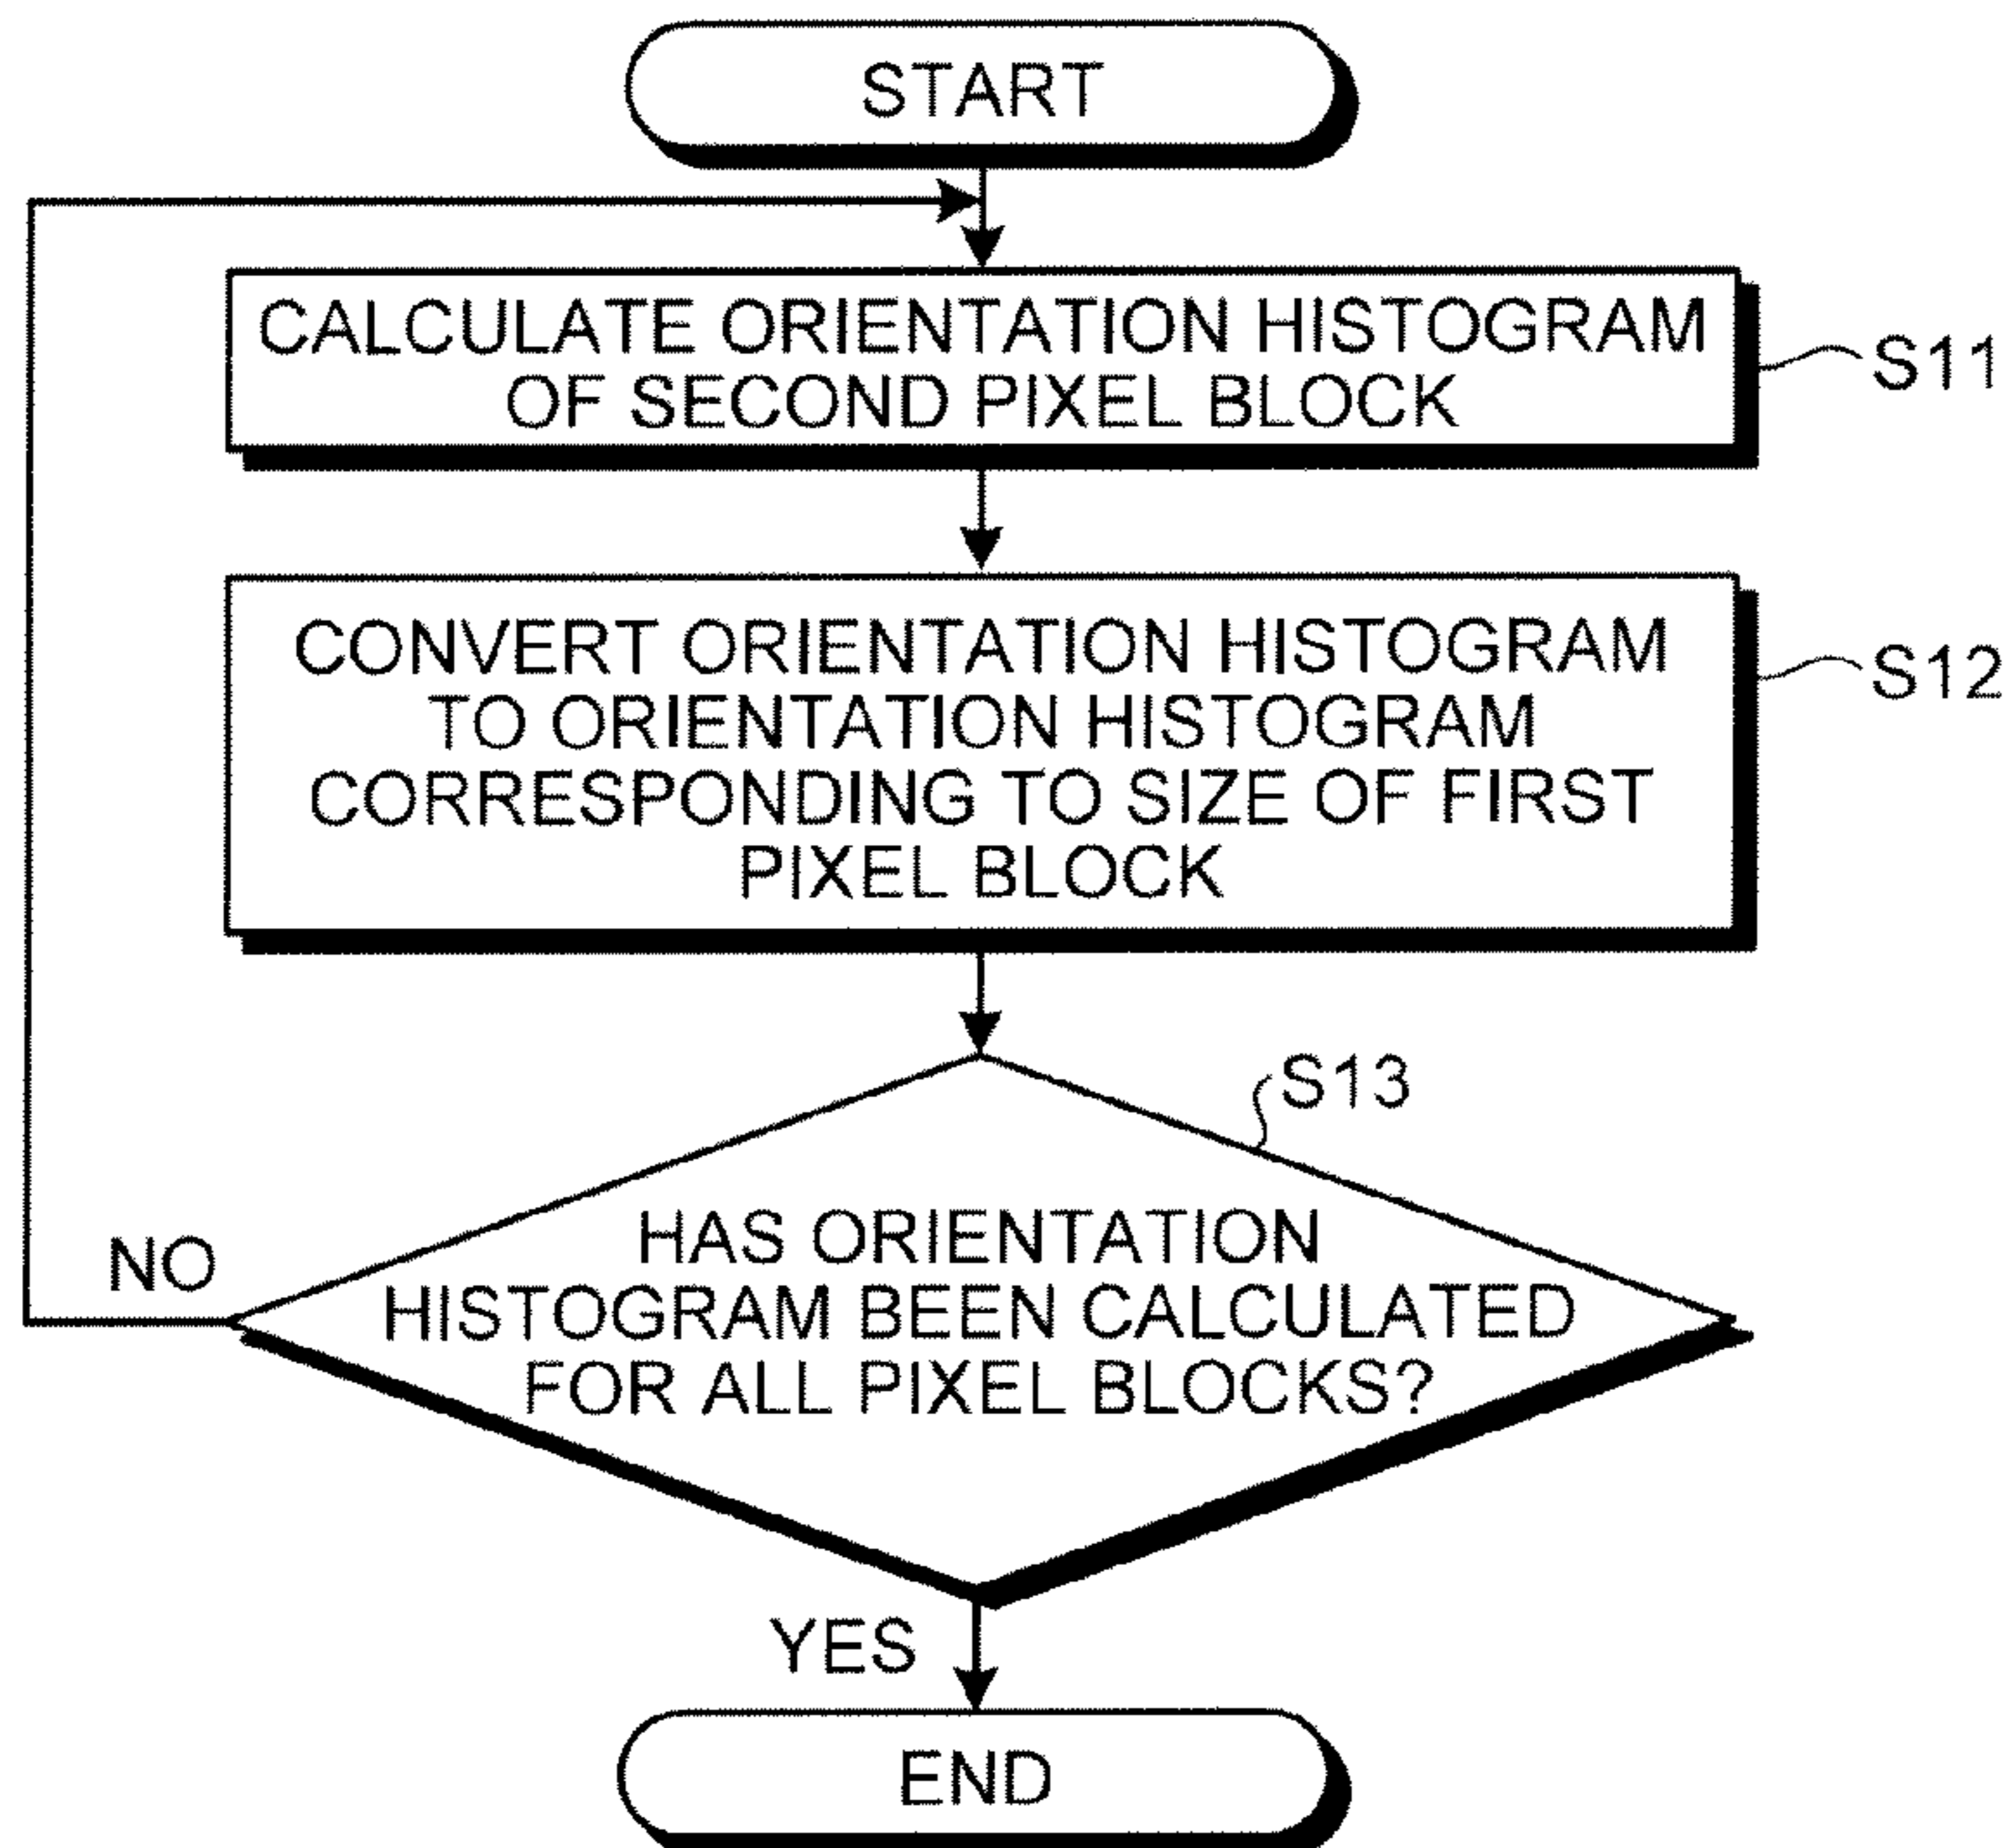 START
CALCULATE ORIENTATION HISTOGRAM
OF SECOND PIXEL BLOCK
S11
CONVERT ORIENTATION HISTOGRAM
TO ORIENTATION HISTOGRAM
CORRESPONDING TO SIZE OF FIRST
PIXEL BLOCK
S12
S13
HAS ORIENTATION
HISTOGRAM BEEN CALCULATED
FOR ALL PIXEL BLOCKS?
NO
YES
END